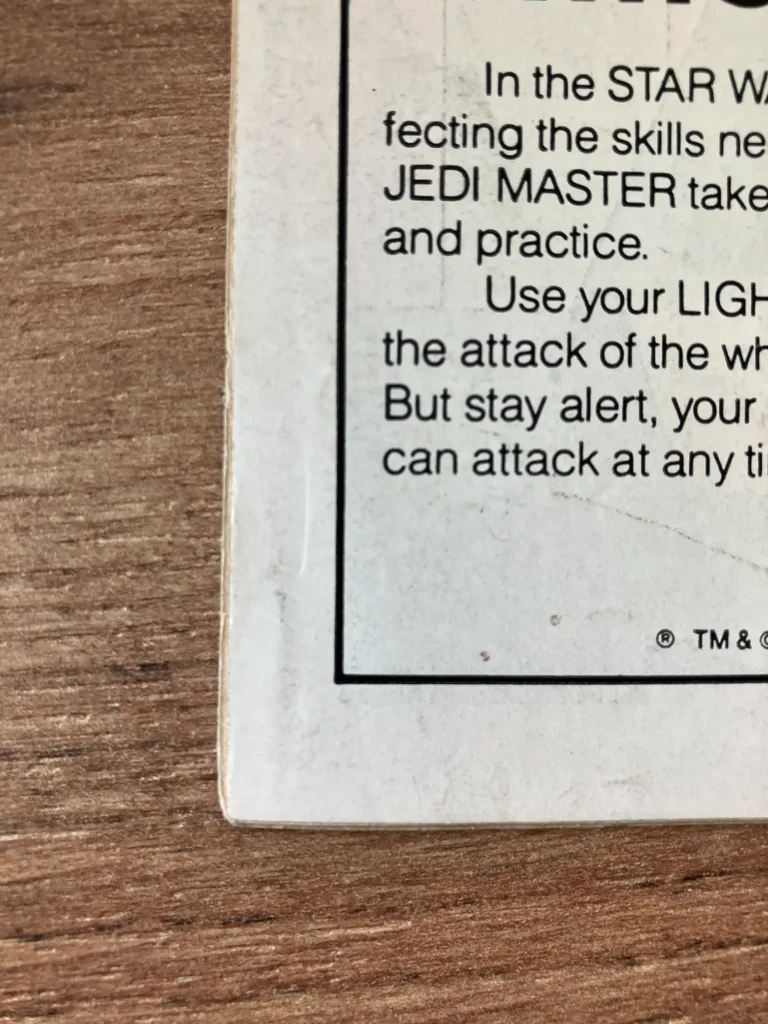 In the STAR WA
fecting the skills ne
JEDI MASTER take
and practice.
Use your LIGH
the attack of the wh
But stay alert, your
can attack at any ti
® TM & ©